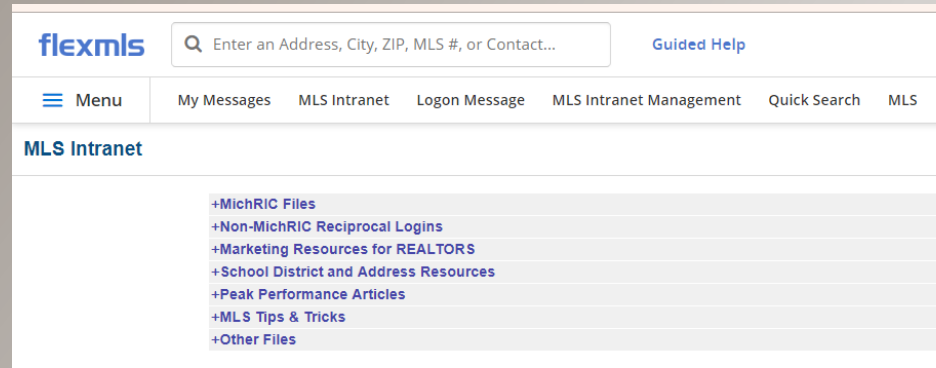 flexmls Enter an Address, City, ZIP, MLS #, or Contact... Guided Help
Menu My Messages MLS Intranet Logon Message MLS Intranet Management Quick Search MLS
MLS Intranet
+MichRIC Files
+Non-MichRIC Reciprocal Logins
+Marketing Resources for REALTORS
+School District and Address Resources
+Peak Performance Articles
+MLS Tips & Tricks
+Other Files